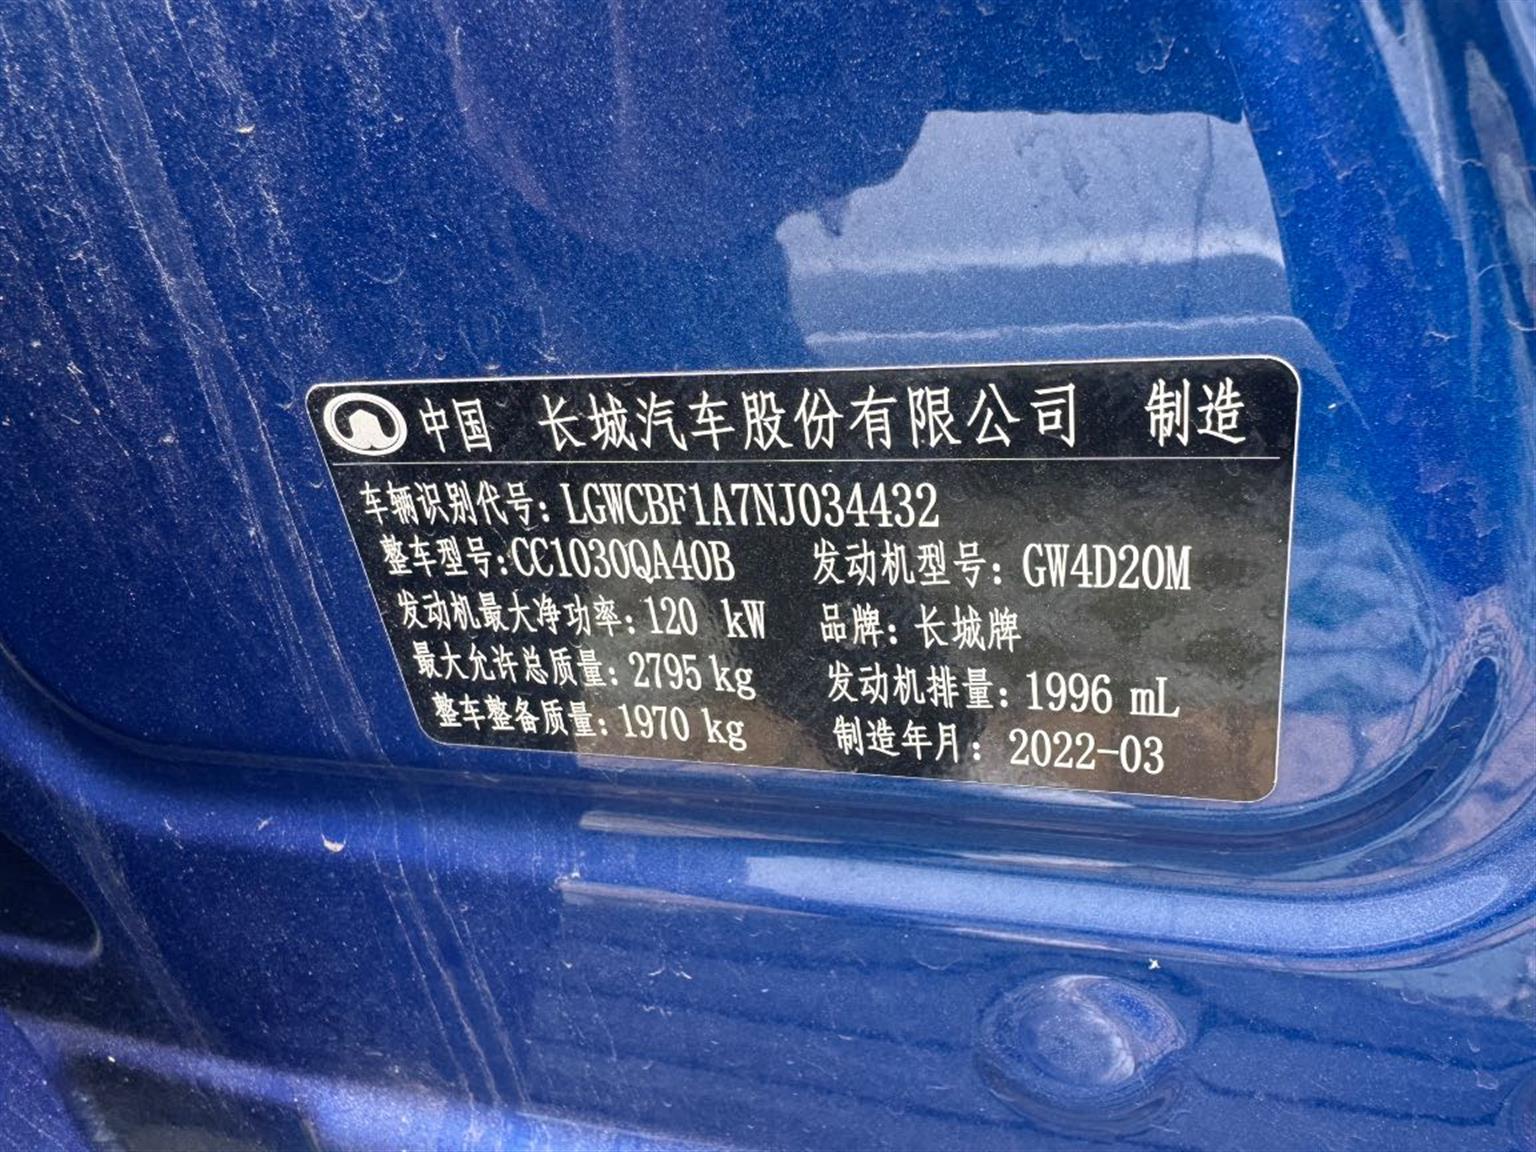 中国 长城汽车股份有限公司 制造
车辆识别代号: LGWCBF1A7NJ034432
整车型号:CC1030QA40B 发动机型号: GW4D20M
发动机最大净功率: 120 kW 品牌: 长城牌
最大允许总质量: 2795 kg 发动机排量: 1996 mL
整车整备质量: 1970 kg 制造年月: 2022-03